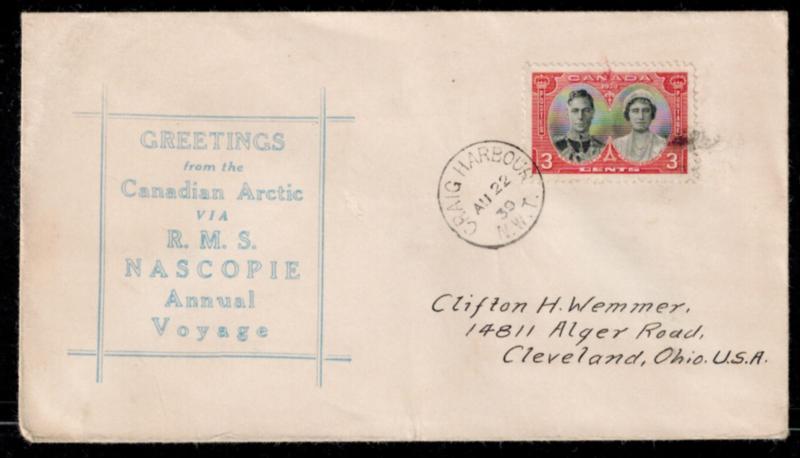 GREETINGS
from the
Canadian Arctic
VIA
R. M. S.
NASCOPIE
Annual
Voyage
CANADA
1939
3 3
CENTS
CRAIG HARBOUR
AU 22
39
N.W.T.
Clifton H. Wemmer,
14811 Alger Road,
Cleveland, Ohio. U.S.A.